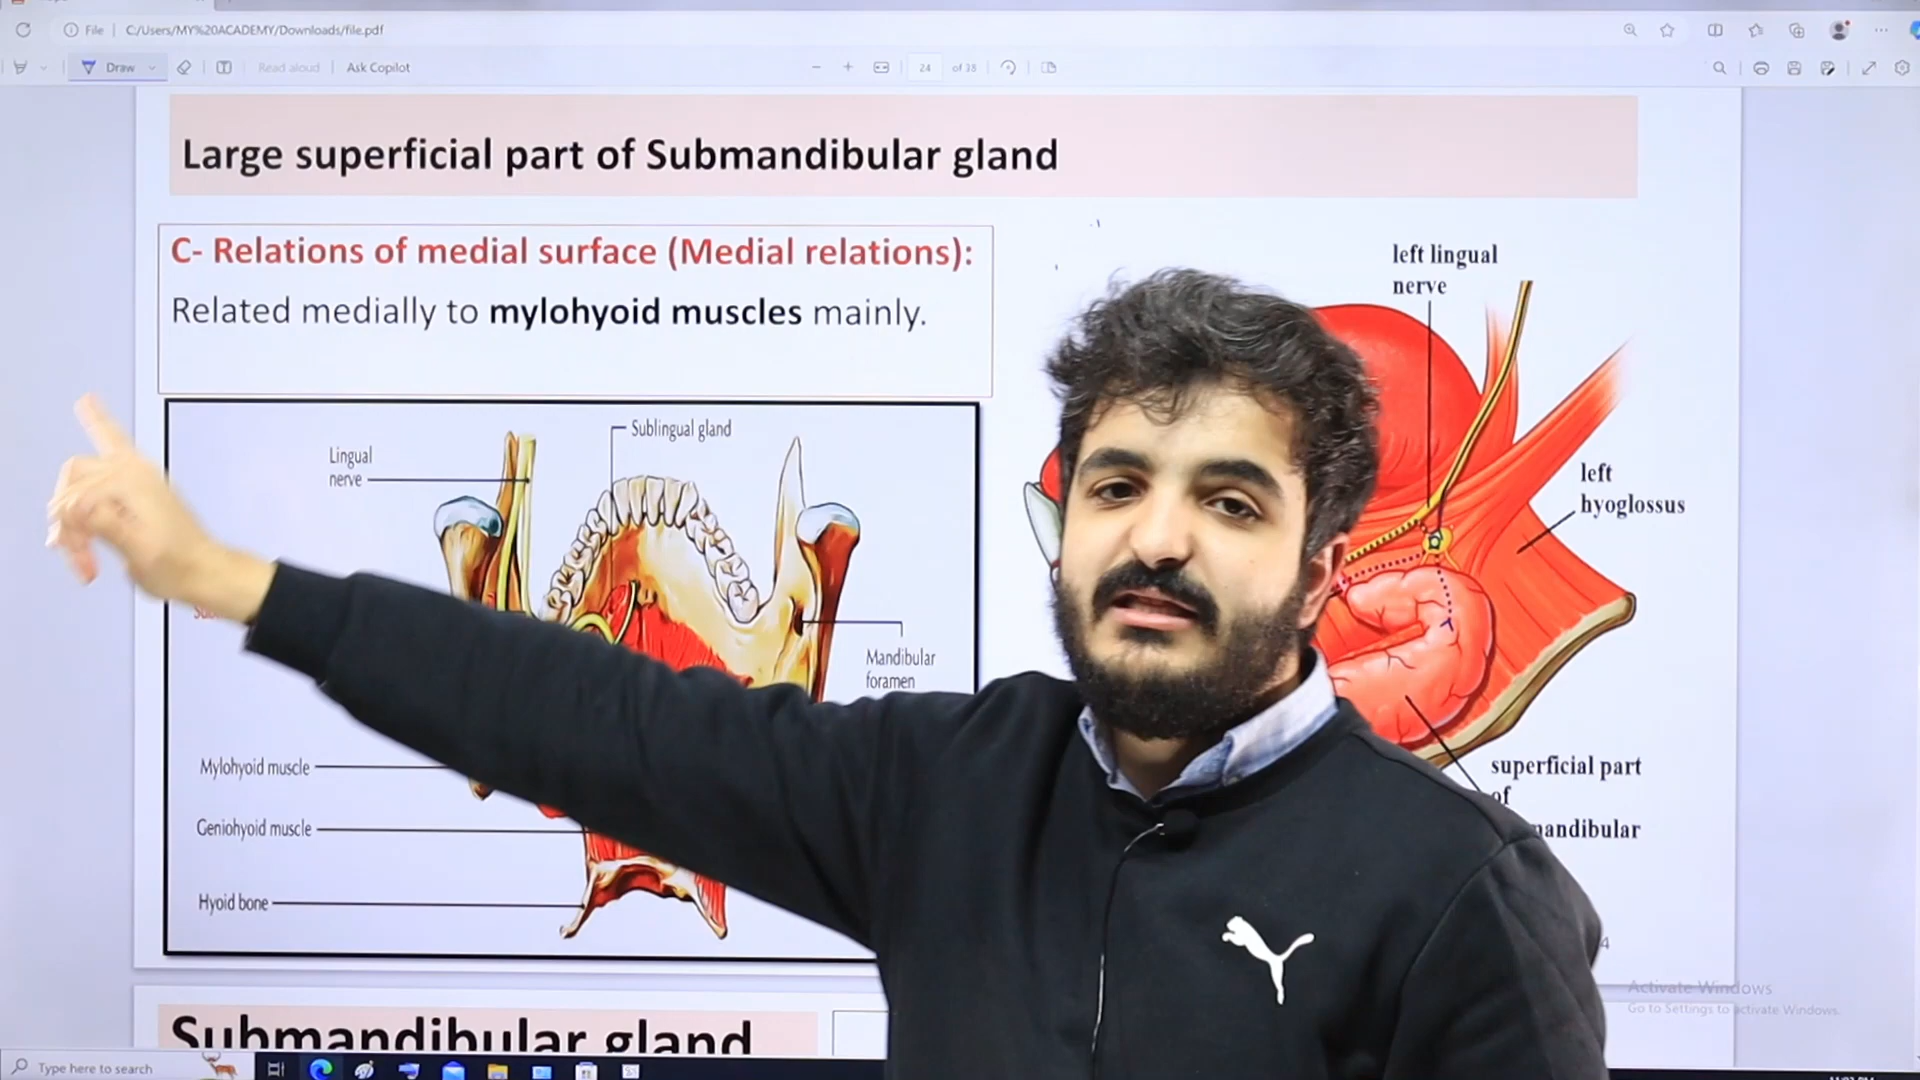 File
C:/Users/MY%20ACADEMY/Downloads/file.pdf
Draw
Read aloud
Ask Copilot
24
of 38
Large superficial part of Submandibular gland
C- Relations of medial surface (Medial relations):
Related medially to mylohyoid muscles mainly.
Lingual
nerve
Sublingual gland
Mandibular
foramen
Mylohyoid muscle
Geniohyoid muscle
Hyoid bone
left lingual
nerve
left
hyoglossus
superficial part
of
mandibular
4
Activate Windows
Go to Settings to activate Windows.
Submandibular gland
Type here to search